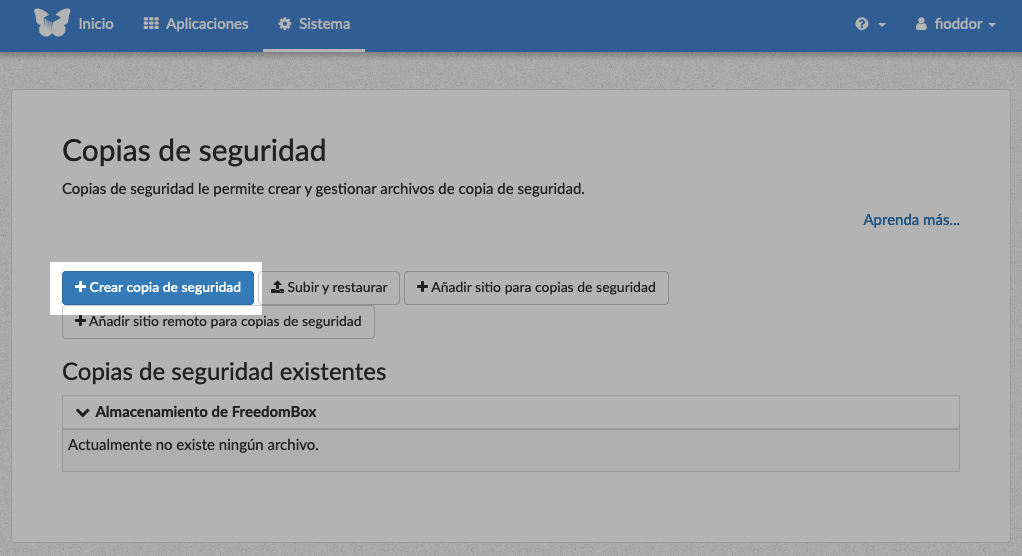 Inicio Aplicaciones Sistema fioddor
Copias de seguridad
Copias de seguridad le permite crear y gestionar archivos de copia de seguridad.
Aprenda más...
Crear copia de seguridad Subir y restaurar Añadir sitio para copias de seguridad
Añadir sitio remoto para copias de seguridad
Copias de seguridad existentes
Almacenamiento de FreedomBox
Actualmente no existe ningún archivo.